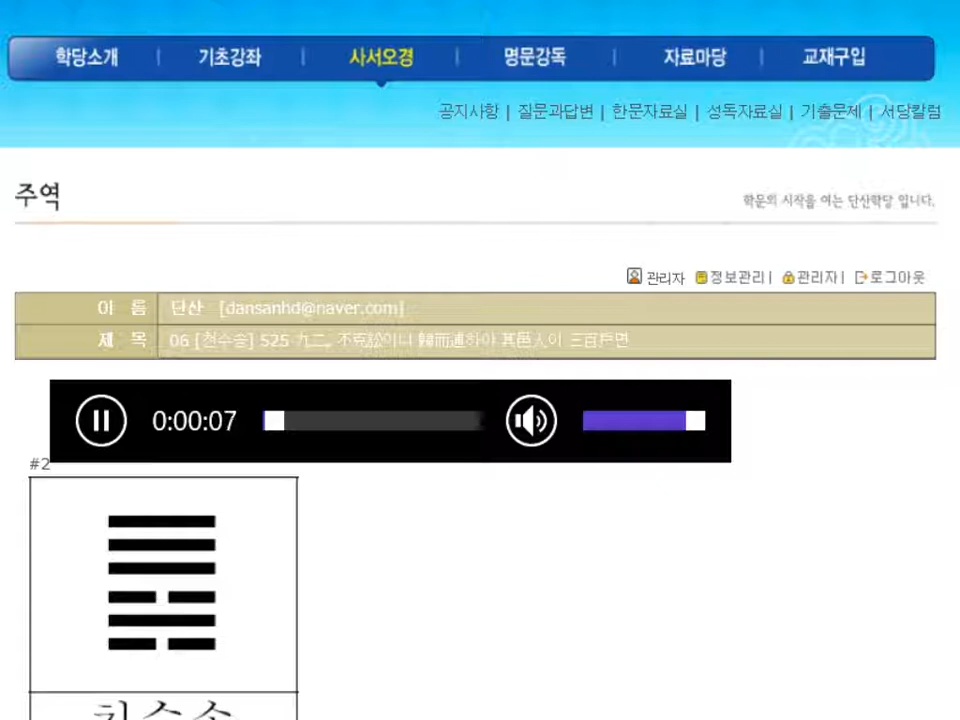 학당소개 | 기초강좌 | 사서오경 | 명문강독 | 자료마당 | 교재구입
공지사항 | 질문과답변 | 한문자료실 | 성독자료실 | 기출문제 | 서당칼럼
주역
학문의 시작을 여는 단산학당 입니다.
관리자 정보관리 | 관리자 | 로그아웃
이 름 단산 [dansanhd@naver.com]
제 목 06 [천수송] 525 九二, 不克訟이니 歸而逋하야 其邑人이 三百戶면
0:00:07
#2
천수송